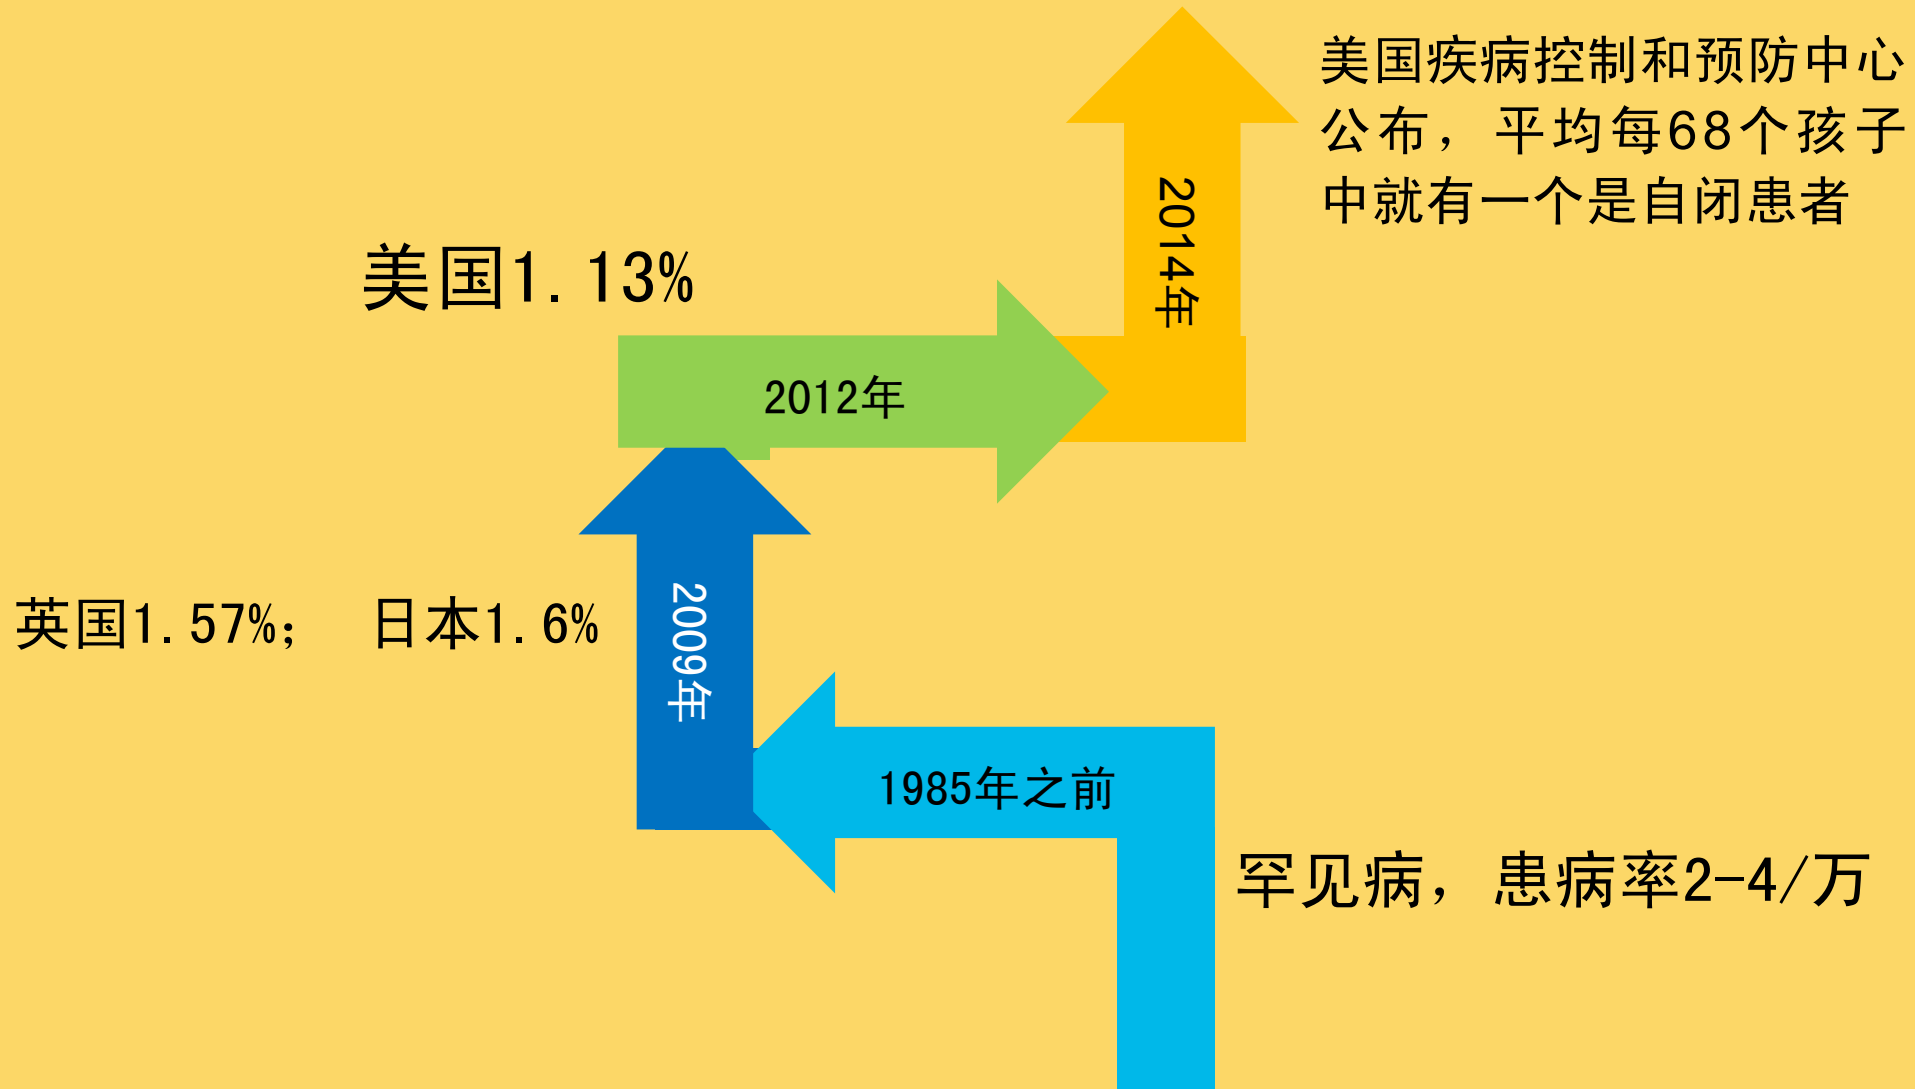 美国疾病控制和预防中心
公布，平均每68个孩子
中就有一个是自闭患者
2014年
美国1.13%
2012年
英国1.57%； 日本1.6%
2009年
1985年之前
罕见病，患病率2-4/万